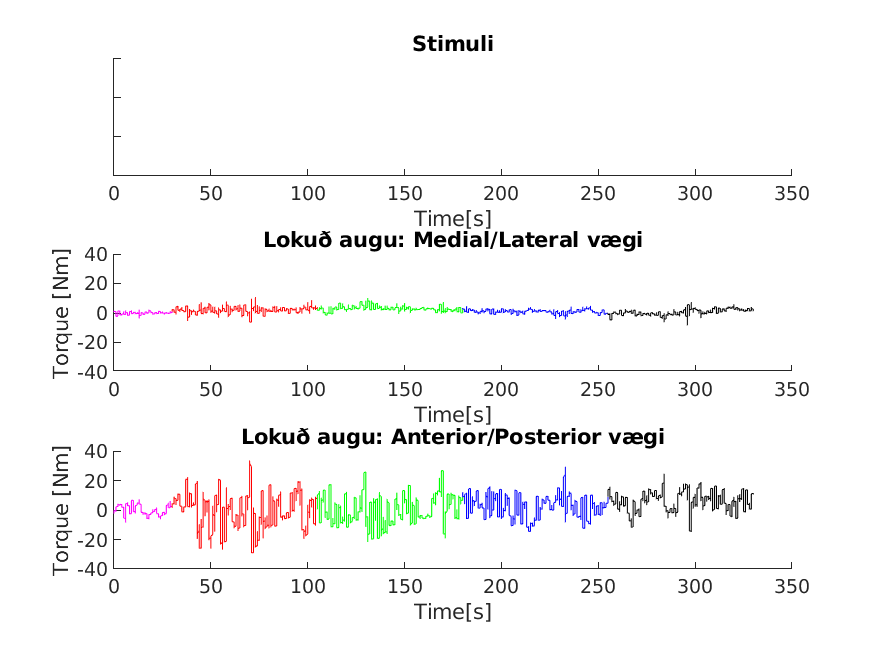 Stimuli
0 50 100 150 200 250 300 350
Time[s]
Lokuð augu: Medial/Lateral vægi
Torque [Nm]
40
20
0
-20
-40
0 50 100 150 200 250 300 350
Time[s]
Lokuð augu: Anterior/Posterior vægi
Torque [Nm]
40
20
0
-20
-40
0 50 100 150 200 250 300 350
Time[s]